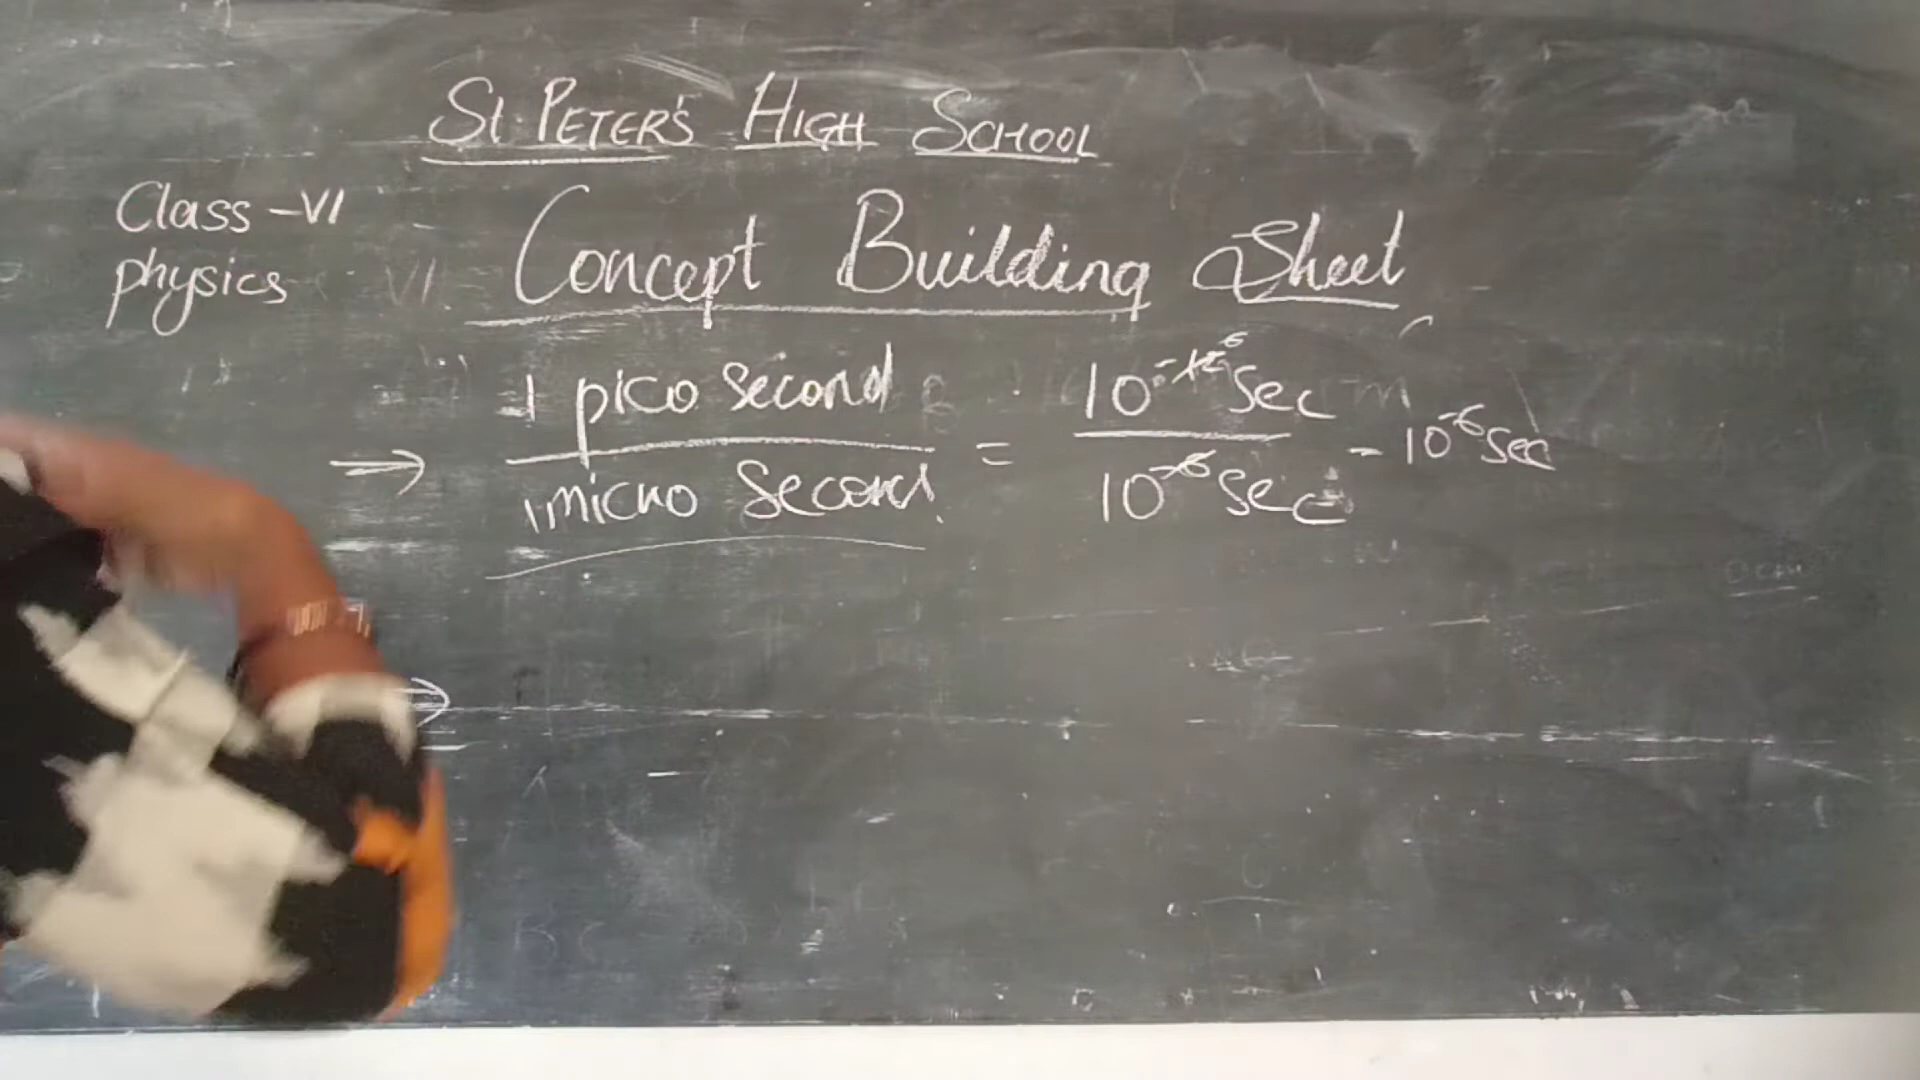 St. PETER'S HIGH SCHOOL
Class-VI
physics
Concept Building Sheet
→ 1 pico second / 1 micro second = 10^-12 6 sec / 10^-6 sec - 10^-6 sec
→